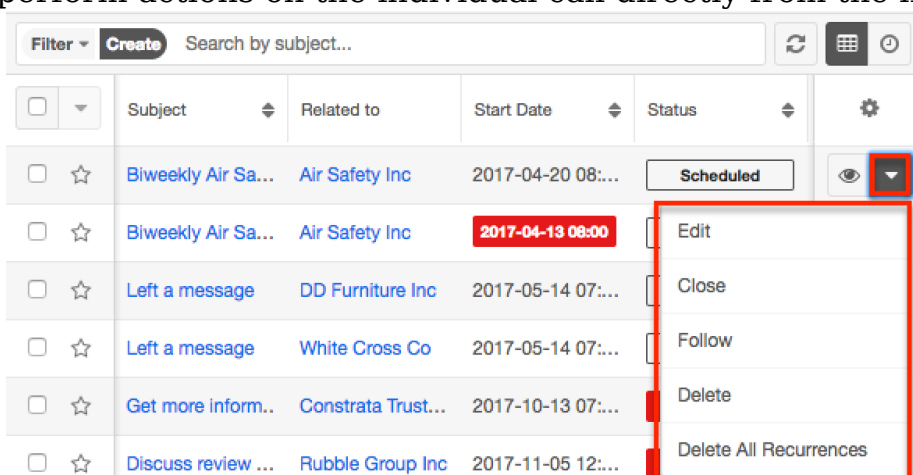 Filter Create Search by subject...
Subject Related to Start Date Status
Biweekly Air Sa... Air Safety Inc 2017-04-20 08:... Scheduled
Biweekly Air Sa... Air Safety Inc 2017-04-13 08:00 Edit
Left a message DD Furniture Inc 2017-05-14 07:... Close
Left a message White Cross Co 2017-05-14 07:... Follow
Get more inform.. Constrata Trust... 2017-10-13 07:... Delete
Discuss review ... Rubble Group Inc 2017-11-05 12:... Delete All Recurrences